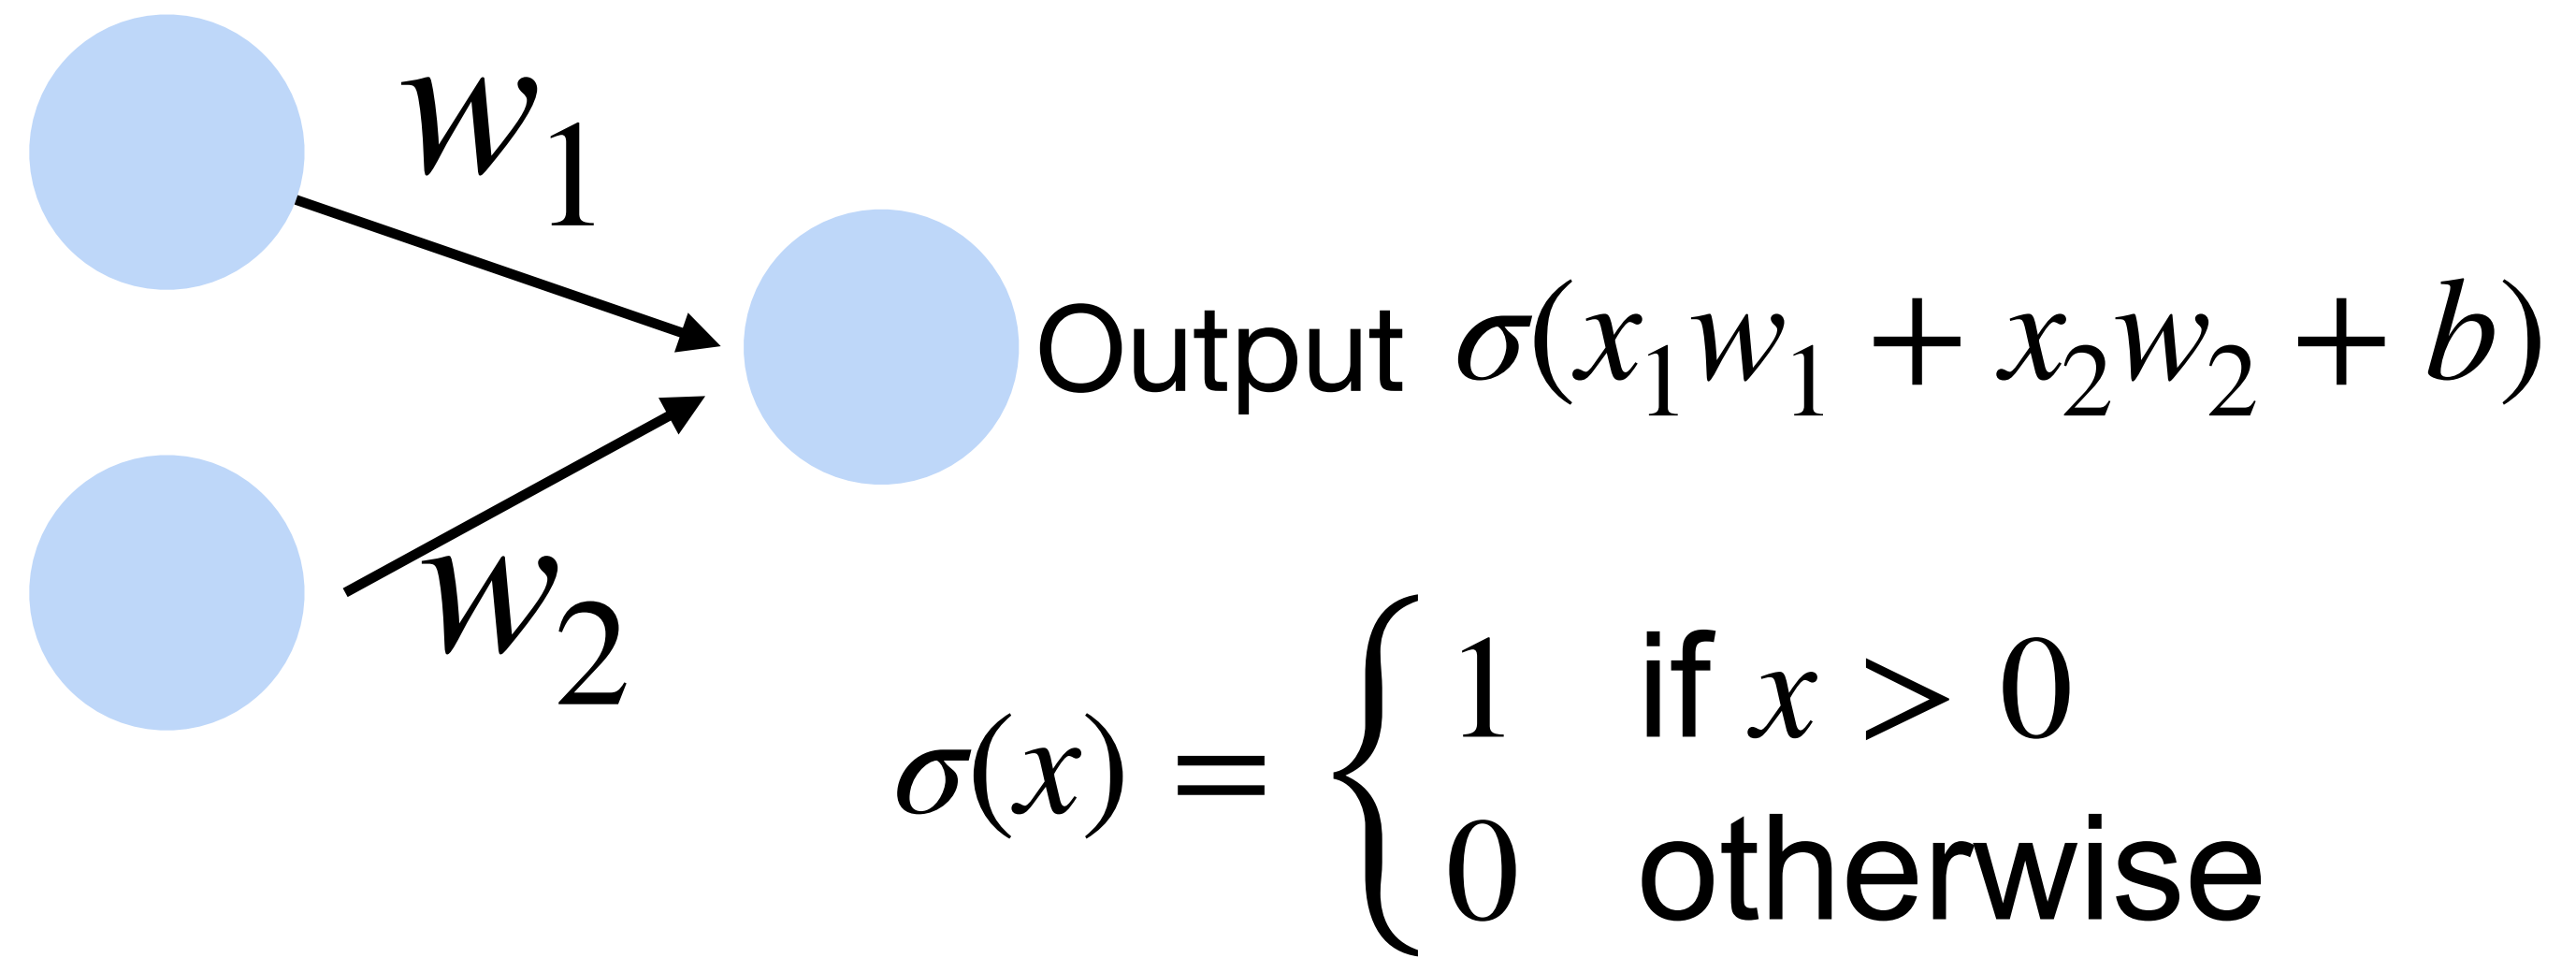 w₁
Output σ(x₁w₁ + x₂w₂ + b)
w₂
σ(x) = { 1 if x > 0
0 otherwise